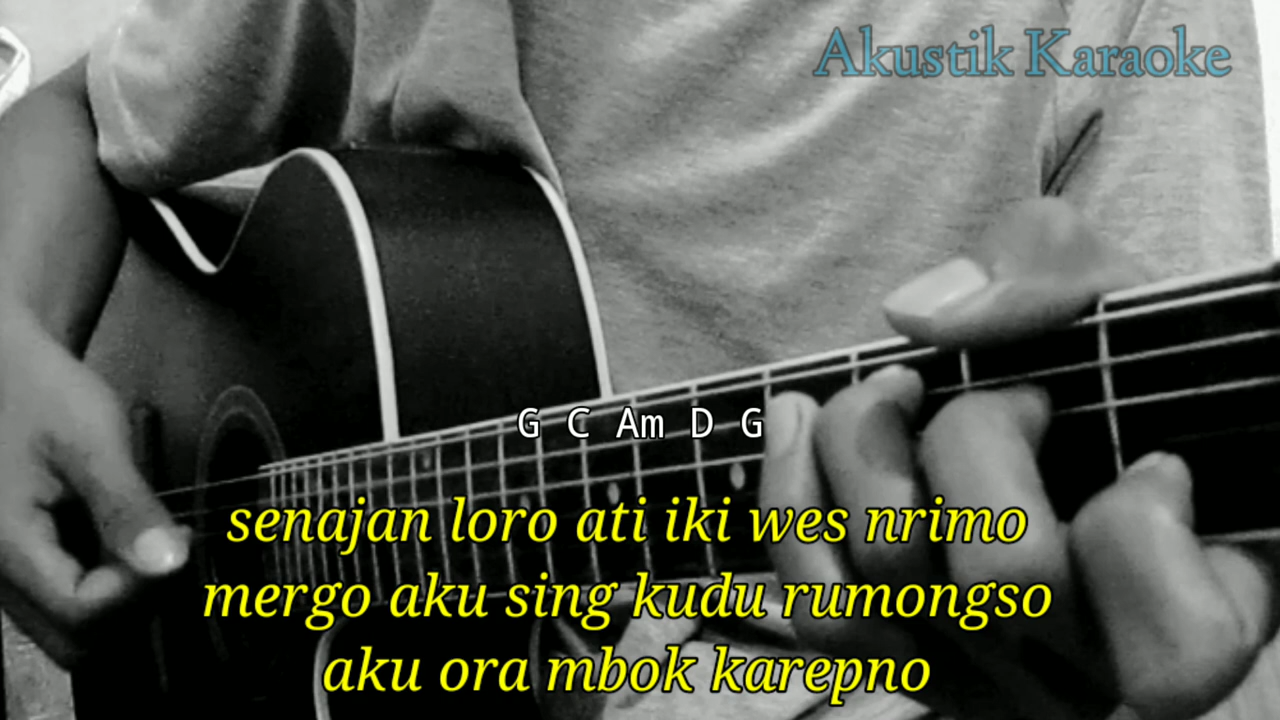 Akustik Karaoke
G C Am D G
senajan loro ati iki wes nrimo
mergo aku sing kudu rumongso
aku ora mbok karepno